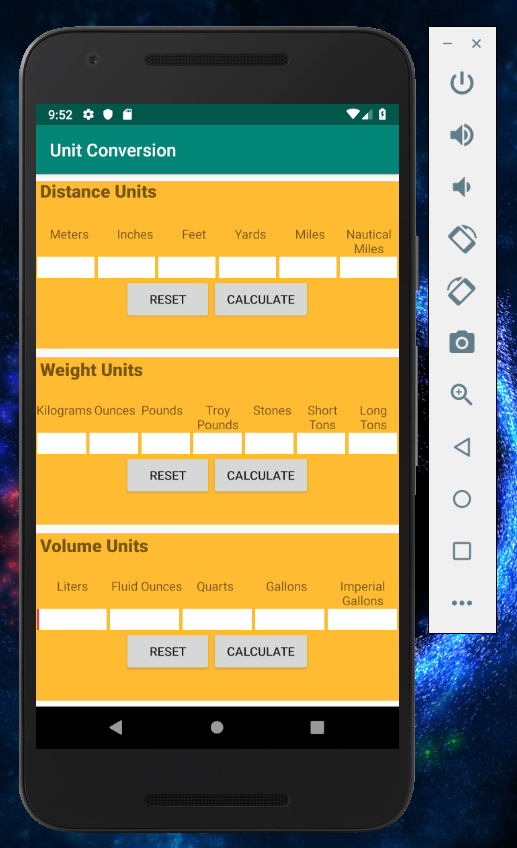 9:52
Unit Conversion
Distance Units
Meters Inches Feet Yards Miles Nautical
Miles
RESET CALCULATE
Weight Units
Kilograms Ounces Pounds Troy Stones Short Long
Pounds Tons Tons
RESET CALCULATE
Volume Units
Liters Fluid Ounces Quarts Gallons Imperial
Gallons
RESET CALCULATE